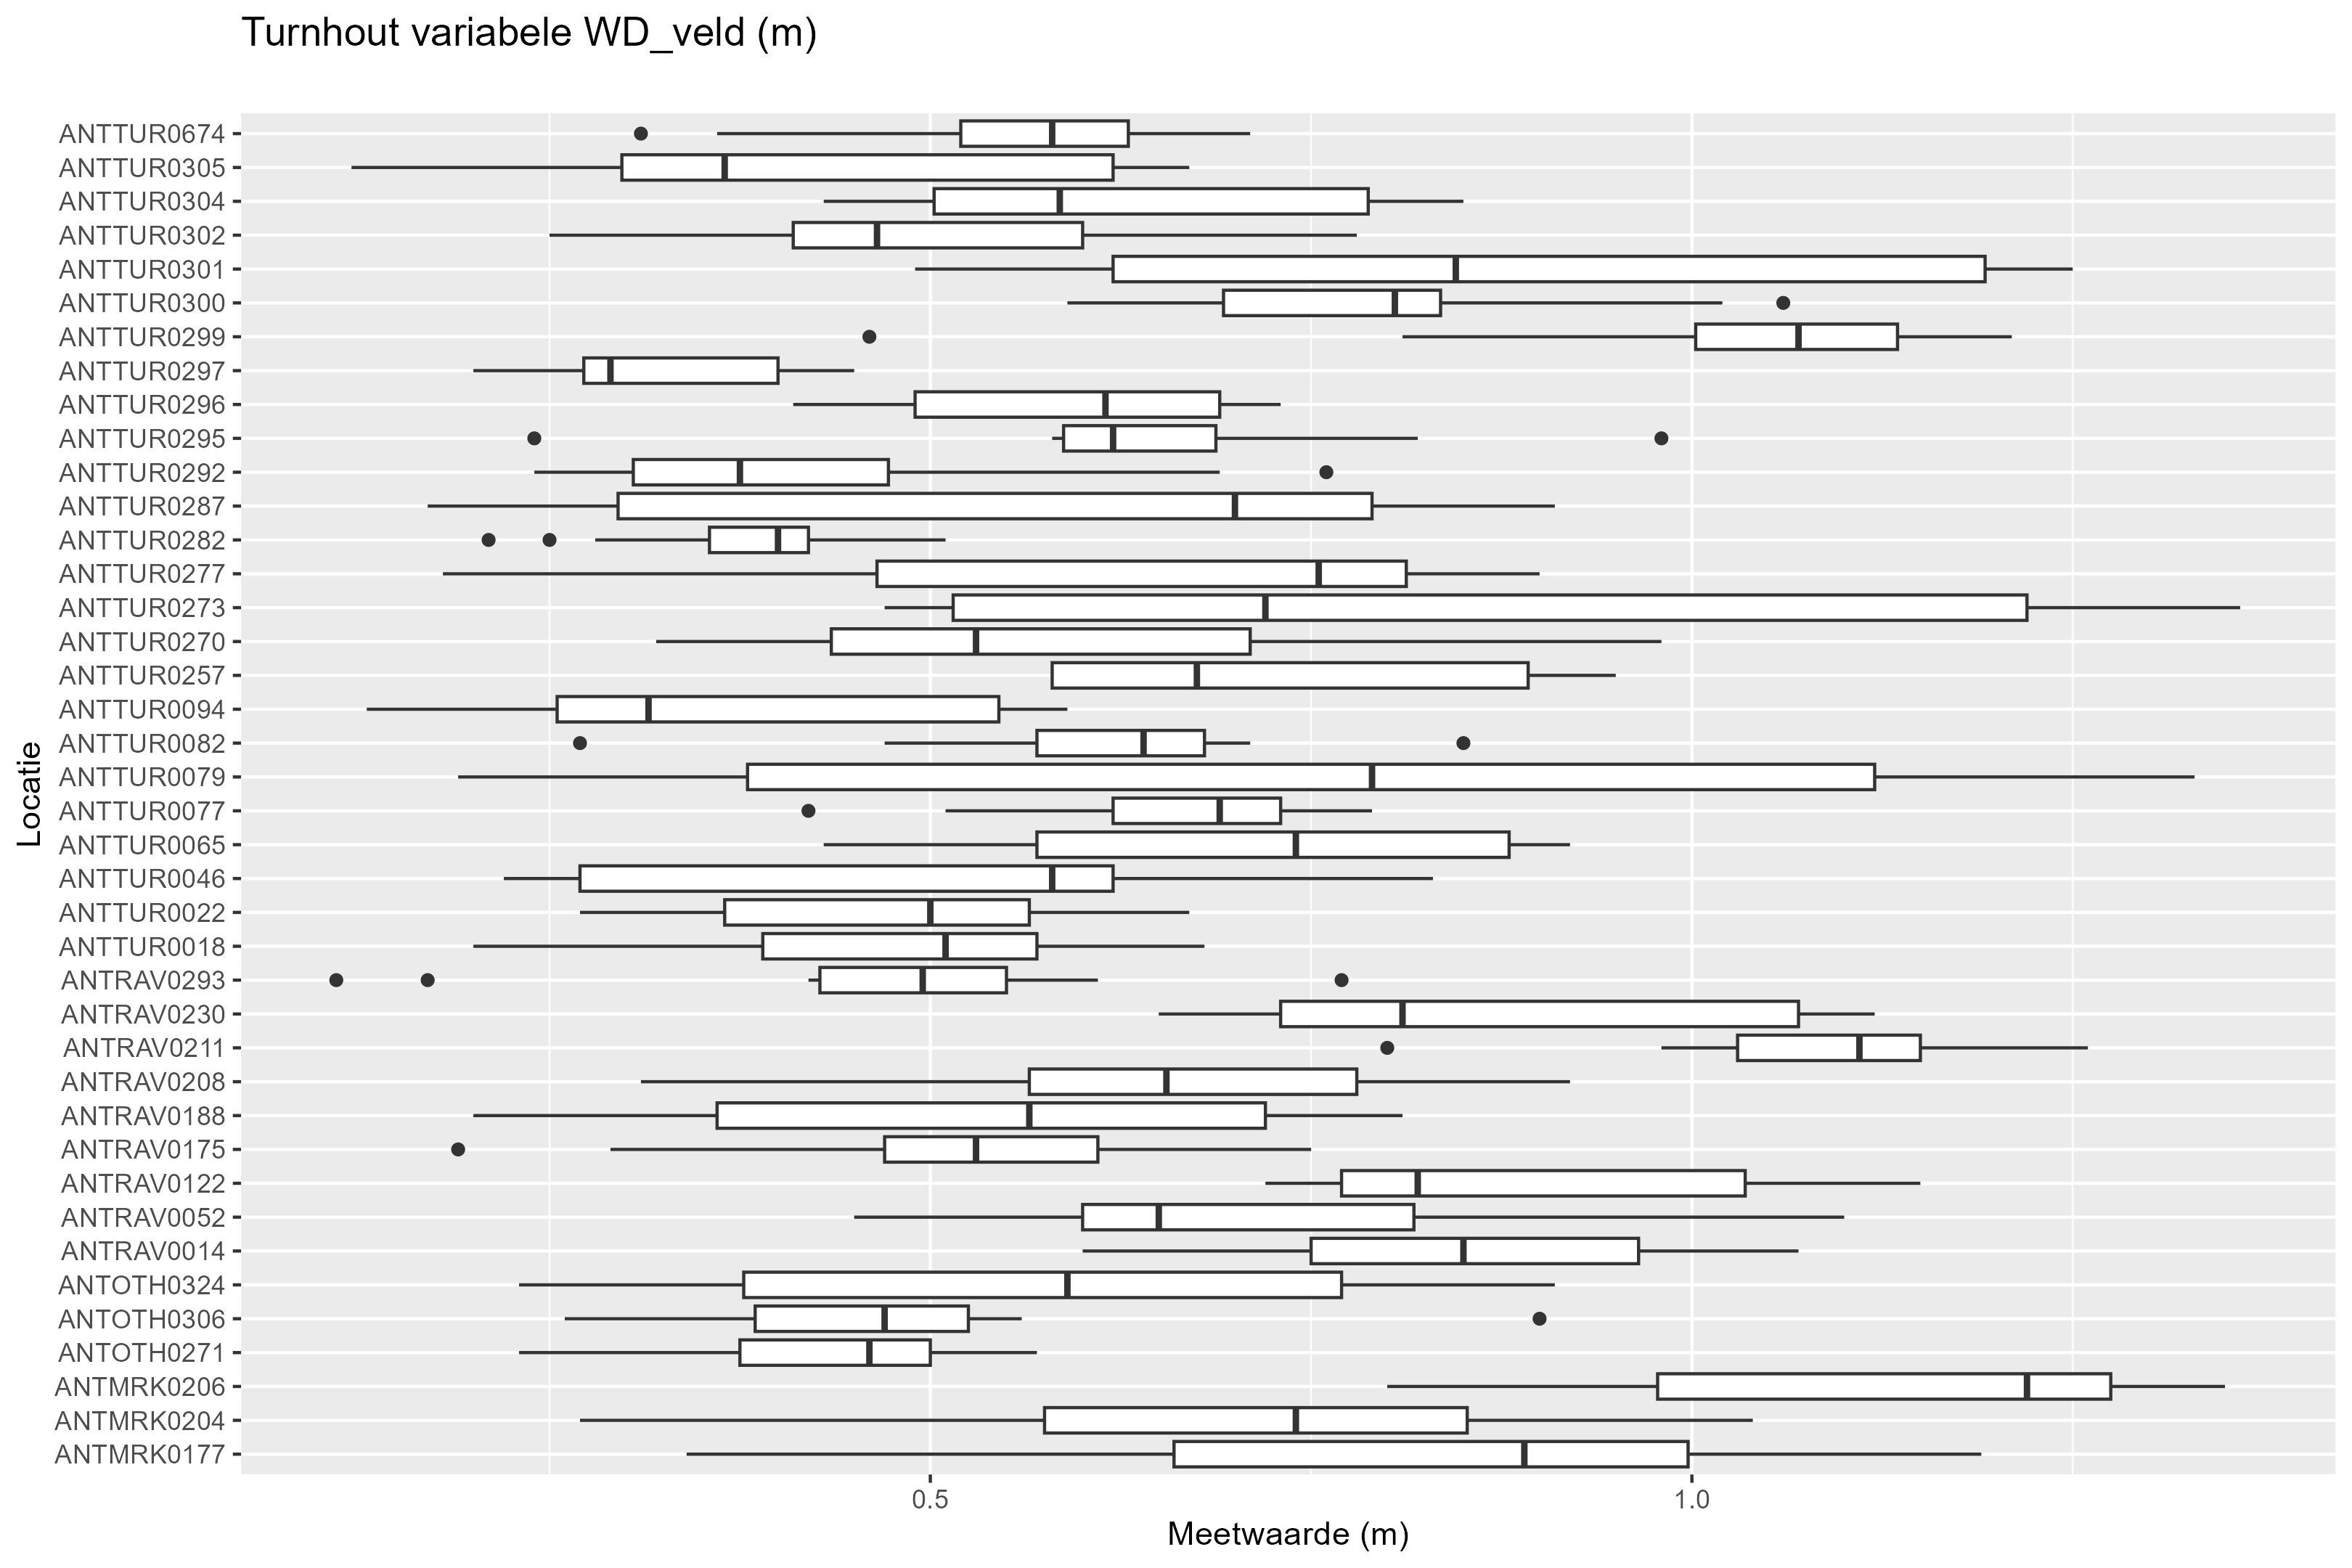 Turnhout variabele WD_veld (m)
Locatie
ANTTUR0674
ANTTUR0305
ANTTUR0304
ANTTUR0302
ANTTUR0301
ANTTUR0300
ANTTUR0299
ANTTUR0297
ANTTUR0296
ANTTUR0295
ANTTUR0292
ANTTUR0287
ANTTUR0282
ANTTUR0277
ANTTUR0273
ANTTUR0270
ANTTUR0257
ANTTUR0094
ANTTUR0082
ANTTUR0079
ANTTUR0077
ANTTUR0065
ANTTUR0046
ANTTUR0022
ANTTUR0018
ANTRAV0293
ANTRAV0230
ANTRAV0211
ANTRAV0208
ANTRAV0188
ANTRAV0175
ANTRAV0122
ANTRAV0052
ANTRAV0014
ANTOTH0324
ANTOTH0306
ANTOTH0271
ANTMRK0206
ANTMRK0204
ANTMRK0177
0.5 1.0
Meetwaarde (m)